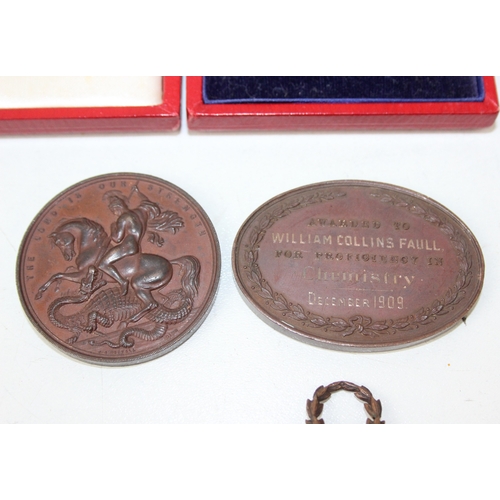 THE LORD IS OUR STRENGTH
AWARDED TO
WILLIAM COLLINS FAULL
FOR PROFICIENCY IN
Chemistry
DECEMBER 1909.